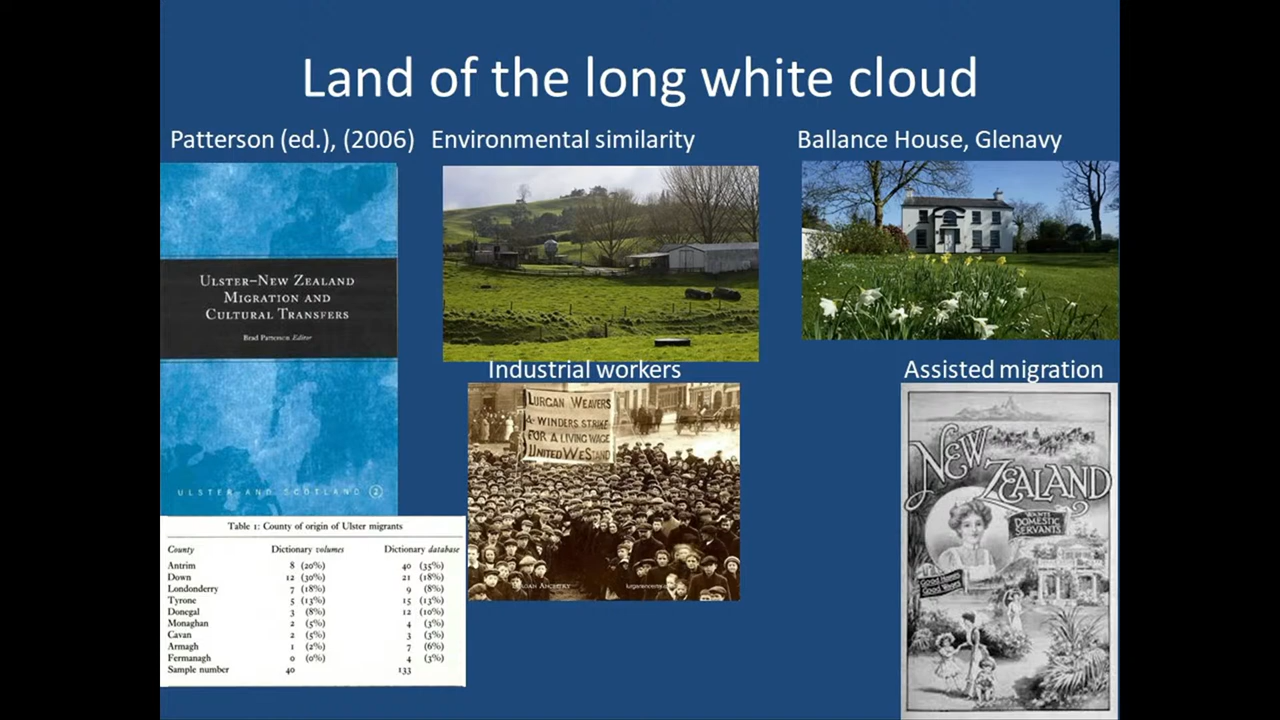 Land of the long white cloud
Patterson (ed.), (2006)
Environmental similarity
Ballance House, Glenavy
ULSTER–NEW ZEALAND
MIGRATION AND
CULTURAL TRANSFERS
Brad Patterson Editor
ULSTER AND SCOTLAND 2
Industrial workers
LURGAN WEAVERS
& WINDERS STRIKE
FOR A LIVING WAGE
UNITED WE STAND
Assisted migration
NEW
ZEALAND
WANTS
DOMESTIC
SERVANTS
GOOD HOMES
GOOD WAGES
Table 1: County of origin of Ulster migrants
County Dictionary volumes Dictionary database
Antrim 8 (20%) 40 (35%)
Down 12 (30%) 21 (18%)
Londonderry 7 (18%) 9 (8%)
Tyrone 5 (13%) 15 (13%)
Donegal 3 (8%) 12 (10%)
Monaghan 2 (5%) 4 (3%)
Cavan 2 (5%) 3 (3%)
Armagh 1 (2%) 7 (6%)
Fermanagh 0 (0%) 4 (3%)
Sample number 40 133